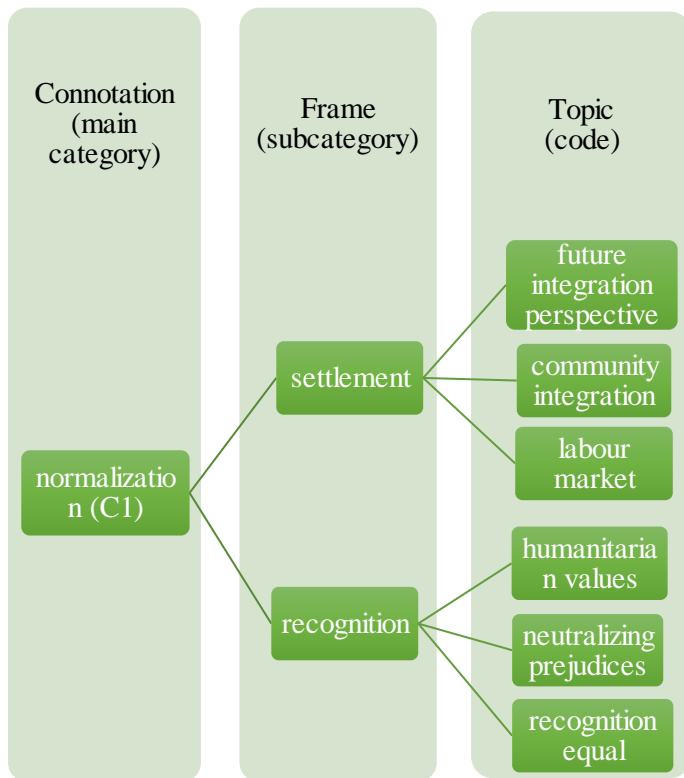 Connotation
(main
category)
Frame
(subcategory)
Topic
(code)
normalizatio
n (C1)
settlement
recognition
future
integration
perspective
community
integration
labour
market
humanitaria
n values
neutralizing
prejudices
recognition
equal